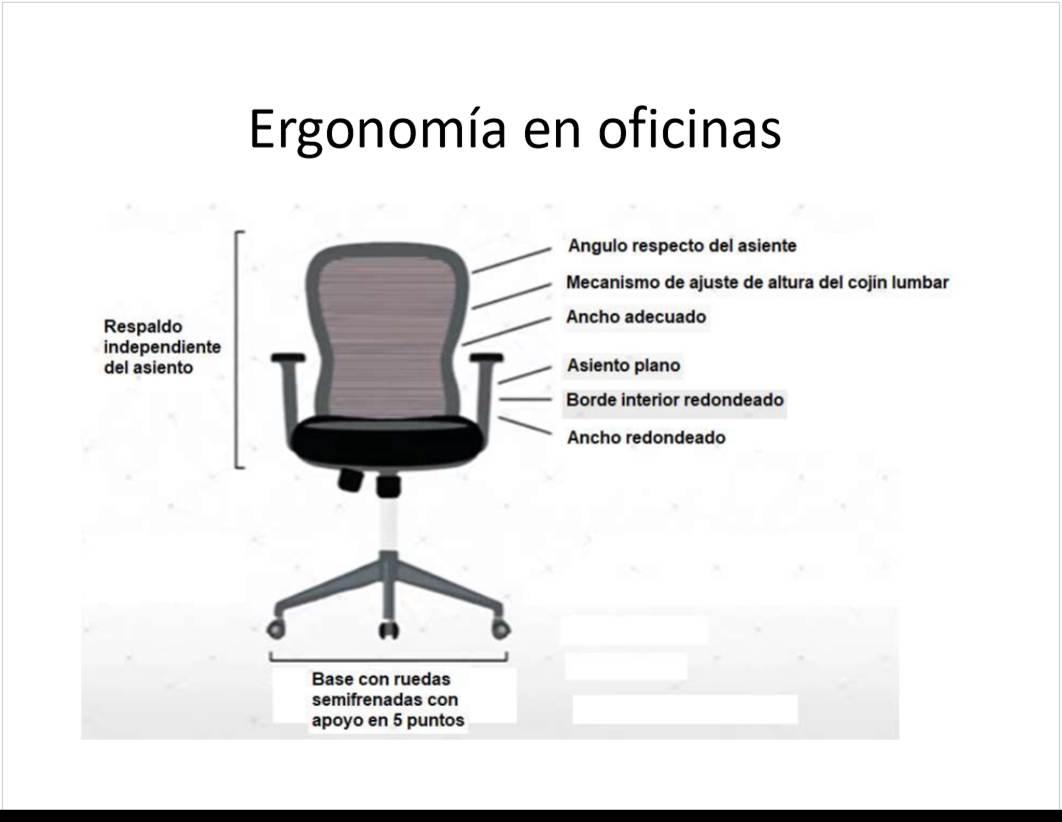 Ergonomía en oficinas
Respaldo
independiente
del asiento
Angulo respecto del asiente
Mecanismo de ajuste de altura del cojín lumbar
Ancho adecuado
Asiento plano
Borde interior redondeado
Ancho redondeado
Base con ruedas
semifrenadas con
apoyo en 5 puntos